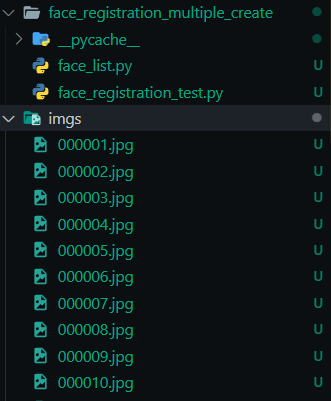 face_registration_multiple_create
__pycache__
face_list.py
face_registration_test.py U
imgs
000001.jpg U
000002.jpg U
000003.jpg U
000004.jpg U
000005.jpg U
000006.jpg U
000007.jpg U
000008.jpg U
000009.jpg U
000010.jpg U